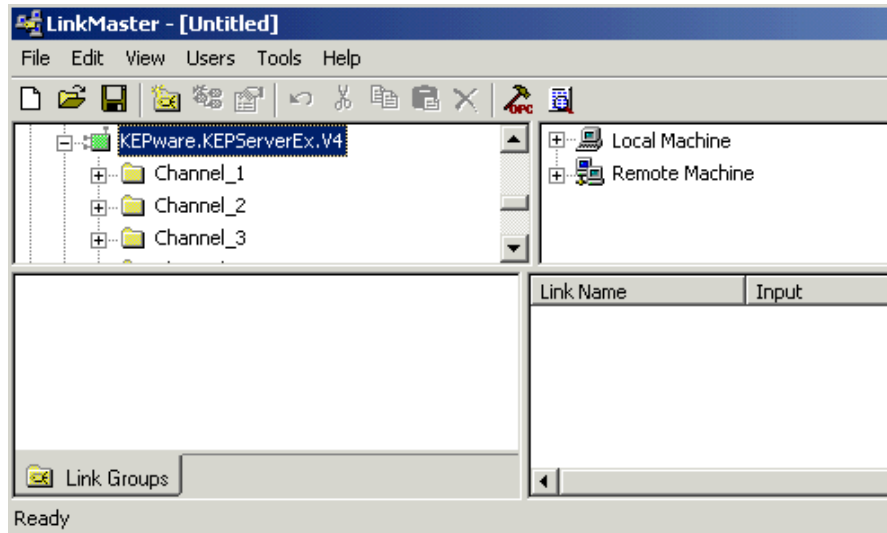 LinkMaster - [Untitled]
File Edit View Users Tools Help
OPC
KEPware.KEPServerEx.V4
Channel_1
Channel_2
Channel_3
Local Machine
Remote Machine
Link Name Input
Link Groups
Ready